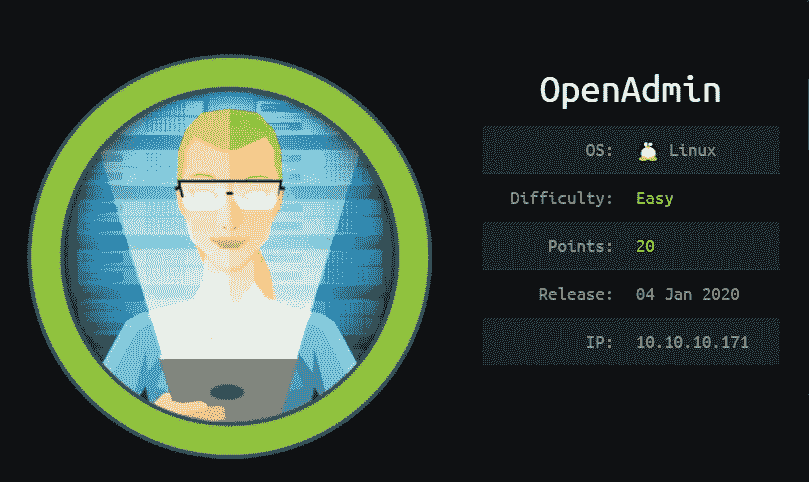 OpenAdmin
OS: Linux
Difficulty: Easy
Points: 20
Release: 04 Jan 2020
IP: 10.10.10.171